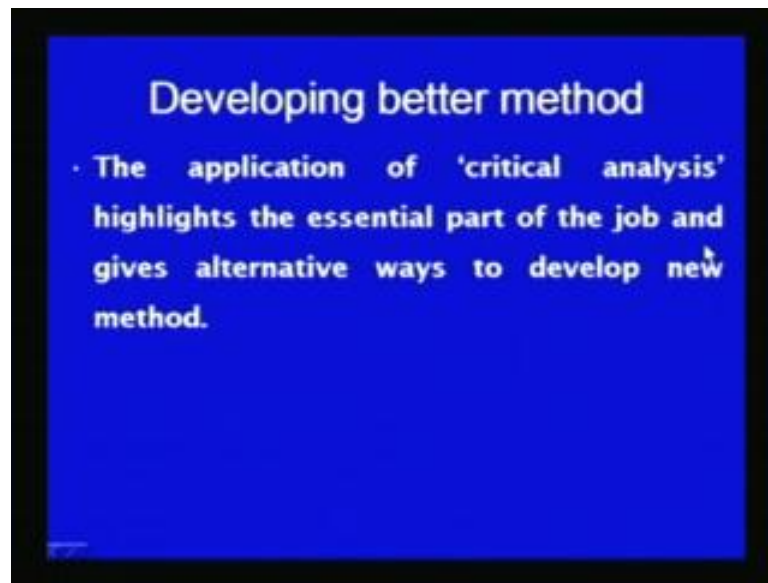 Developing better method
· The application of ‘critical analysis’
highlights the essential part of the job and
gives alternative ways to develop new
method.